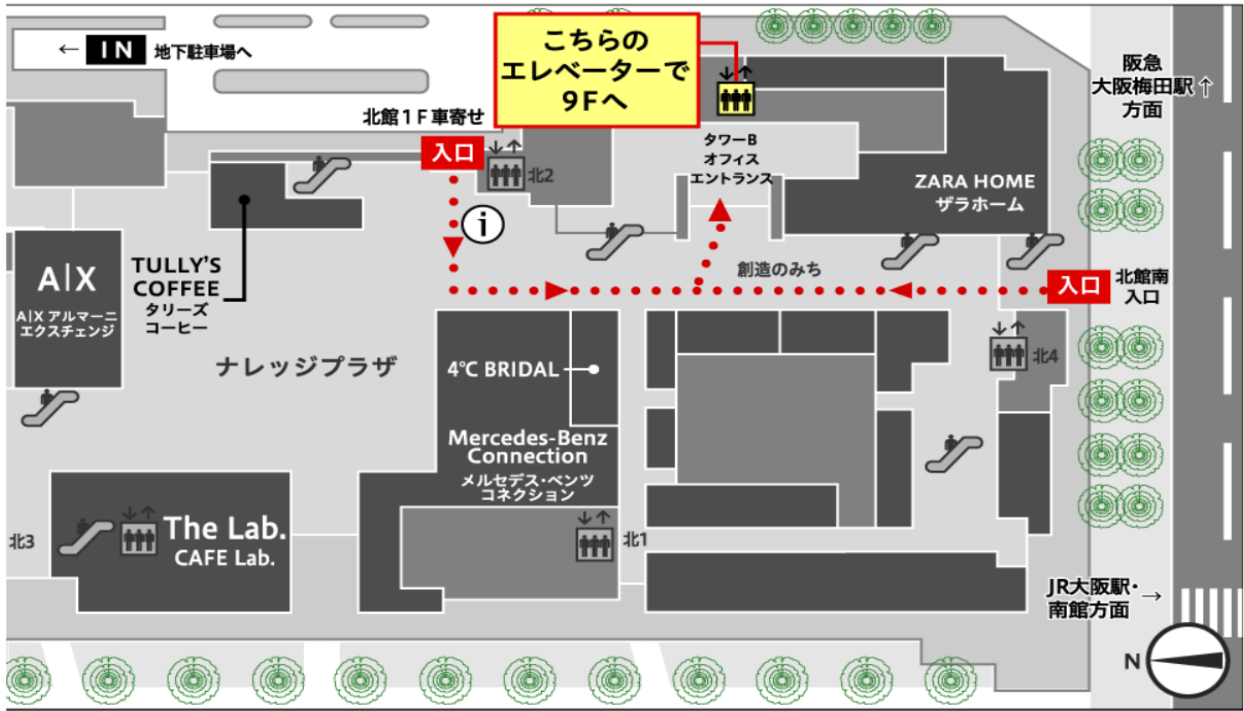 ← IN 地下駐車場へ
こちらの
エレベーターで
9Fへ
阪急
大阪梅田駅↑
方面
北館1F車寄せ
入口
北2
タワーB
オフィス
エントランス
ZARA HOME
ザラホーム
i
A|X
A|X アルマーニ
エクスチェンジ
TULLY'S
COFFEE
タリーズ
コーヒー
創造のみち
入口
北館南
入口
ナレッジプラザ
4℃ BRIDAL
北4
Mercedes-Benz
Connection
メルセデス・ベンツ
コネクション
北3
The Lab.
CAFE Lab.
北1
JR大阪駅・
南館方面 →
N